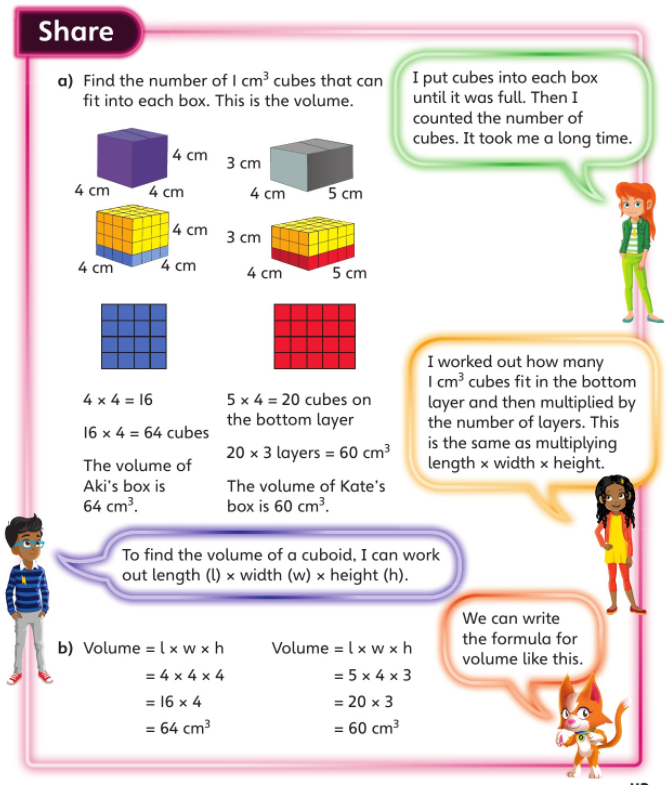 Share
a) Find the number of 1 cm³ cubes that can
fit into each box. This is the volume.
I put cubes into each box
until it was full. Then I
counted the number of
cubes. It took me a long time.
4 cm
4 cm
4 cm
3 cm
4 cm
5 cm
4 cm
4 cm
4 cm
3 cm
4 cm
5 cm
4 × 4 = 16
16 × 4 = 64 cubes
The volume of
Aki's box is
64 cm³.
5 × 4 = 20 cubes on
the bottom layer
20 × 3 layers = 60 cm³
The volume of Kate's
box is 60 cm³.
I worked out how many
1 cm³ cubes fit in the bottom
layer and then multiplied by
the number of layers. This
is the same as multiplying
length × width × height.
To find the volume of a cuboid, I can work
out length (l) × width (w) × height (h).
We can write
the formula for
volume like this.
b) Volume = l × w × h
= 4 × 4 × 4
= 16 × 4
= 64 cm³
Volume = l × w × h
= 5 × 4 × 3
= 20 × 3
= 60 cm³